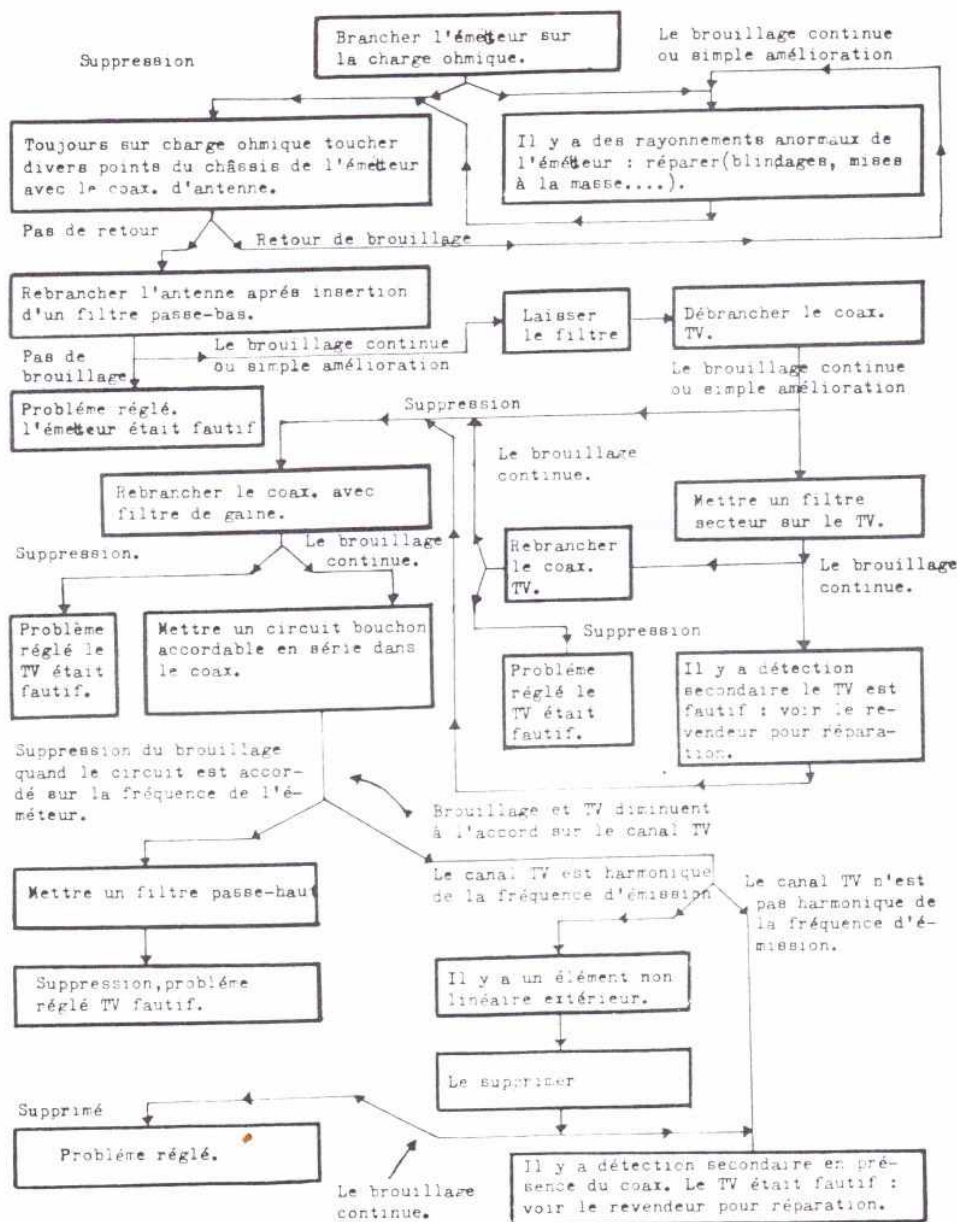 Brancher l'émetteur sur
la charge ohmique.
Suppression
Le brouillage continue
ou simple amélioration
Toujours sur charge ohmique toucher
divers points du châssis de l'émetteur
avec le coax. d'antenne.
Il y a des rayonnements anormaux de
l'émetteur : réparer(blindages, mises
à la masse....).
Pas de retour
Retour de brouillage
Rebrancher l'antenne aprés insertion
d'un filtre passe-bas.
Laisser
le filtre
Débrancher le coax.
TV.
Pas de
brouillage
Le brouillage continue
ou simple amélioration
Le brouillage continue
ou simple amélioration
Probléme réglé.
l'émetteur était fautif
Suppression
Le brouillage
continue.
Rebrancher le coax. avec
filtre de gaine.
Mettre un filtre
secteur sur le TV.
Suppression.
Le brouillage
continue.
Rebrancher
le coax.
TV.
Le brouillage
continue.
Problème
réglé le
TV était
fautif.
Mettre un circuit bouchon
accordable en série dans
le coax.
Suppression
Probléme
réglé le
TV était
fautif.
Il y a détection
secondaire le TV est
fautif : voir le re-
vendeur pour répara-
tion.
Suppression du brouillage
quand le circuit est accor-
dé sur la fréquence de l'é-
méteur.
Brouillage et TV diminuent
à l'accord sur le canal TV
Mettre un filtre passe-haut
Le canal TV est harmonique
de la fréquence d'émission
Le canal TV n'est
pas harmonique de
la fréquence d'é-
mission.
Suppression,probléme
réglé TV fautif.
Il y a un élément non
linéaire extérieur.
Le supprimer
Supprimé
Probléme réglé.
Le brouillage
continue.
Il y a détection secondaire en pré-
sence du coax. Le TV était fautif :
voir le revendeur pour réparation.